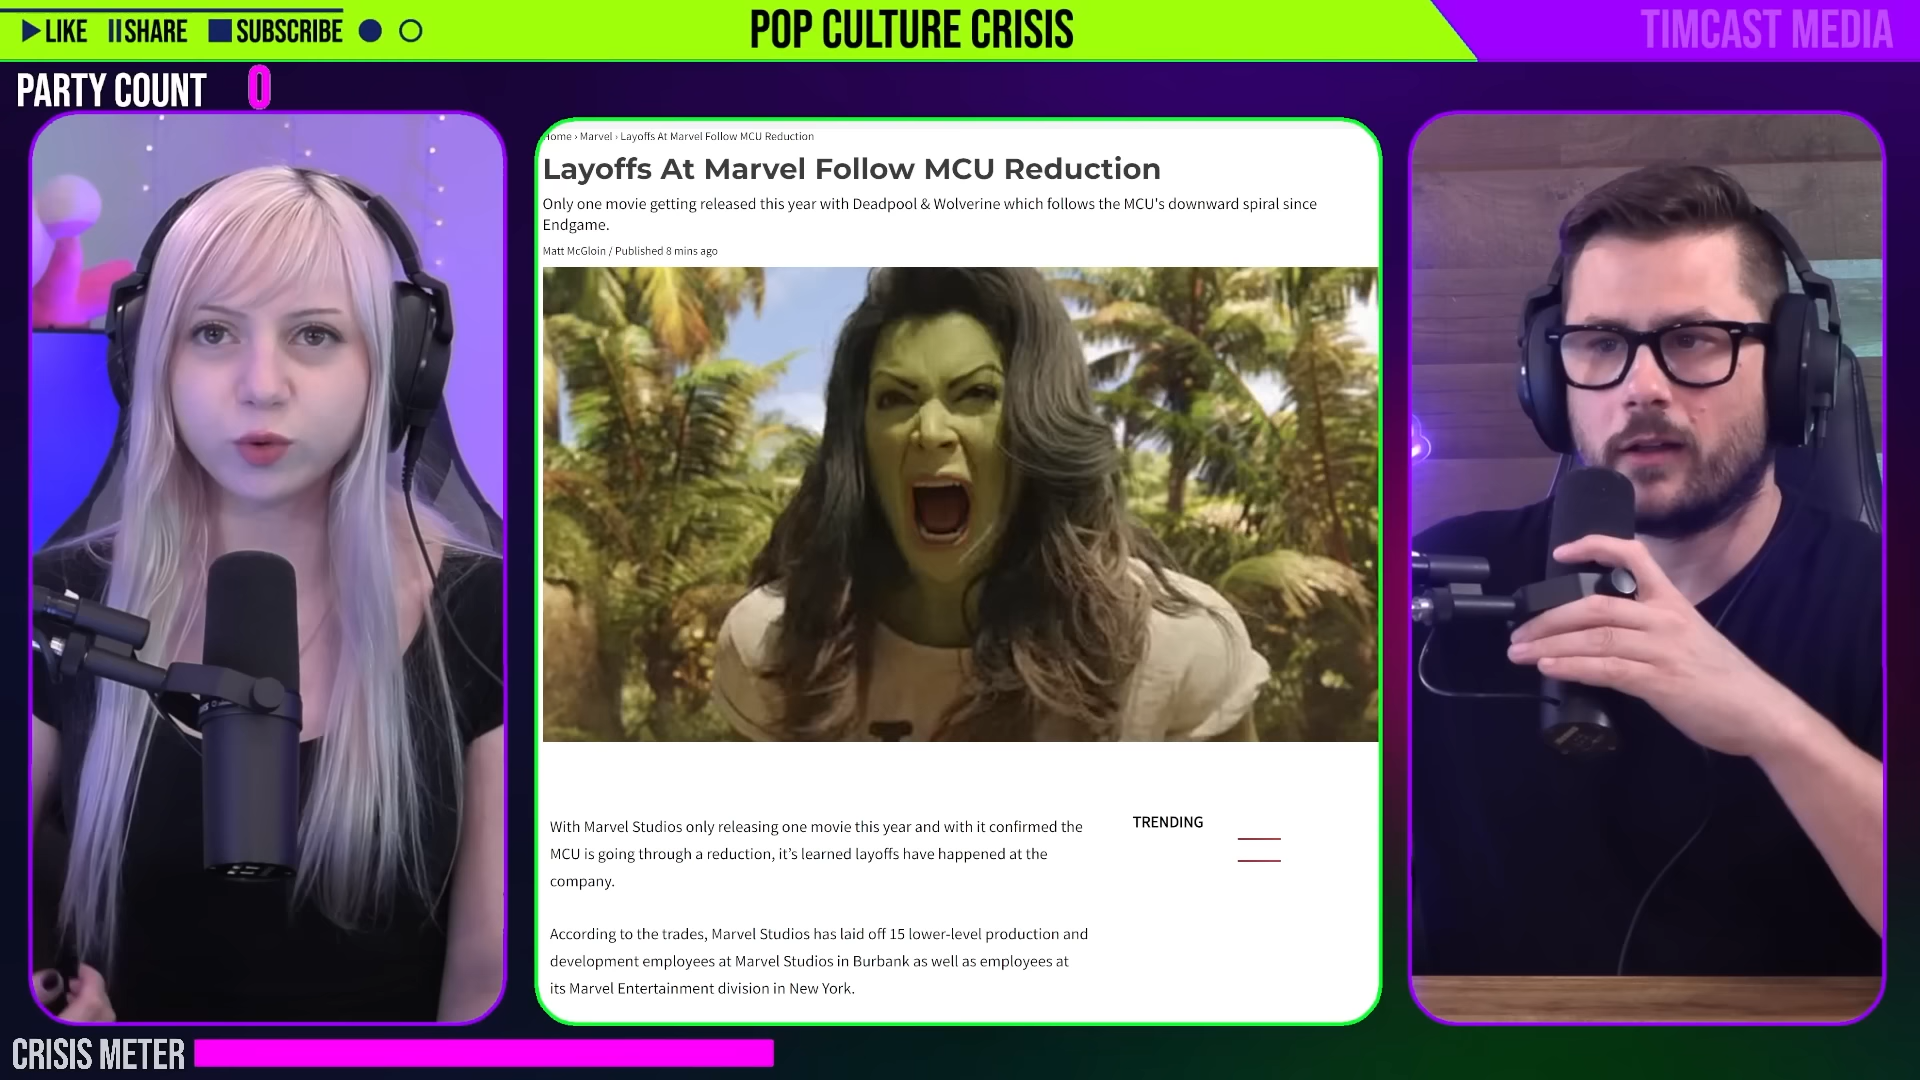 LIKE SHARE SUBSCRIBE
POP CULTURE CRISIS
TIMCAST MEDIA
PARTY COUNT 0
Home › Marvel › Layoffs At Marvel Follow MCU Reduction
Layoffs At Marvel Follow MCU Reduction
Only one movie getting released this year with Deadpool & Wolverine which follows the MCU's downward spiral since
Endgame.
Matt McGloin / Published 8 mins ago
With Marvel Studios only releasing one movie this year and with it confirmed the
MCU is going through a reduction, it's learned layoffs have happened at the
company.
According to the trades, Marvel Studios has laid off 15 lower-level production and
development employees at Marvel Studios in Burbank as well as employees at
its Marvel Entertainment division in New York.
TRENDING
CRISIS METER